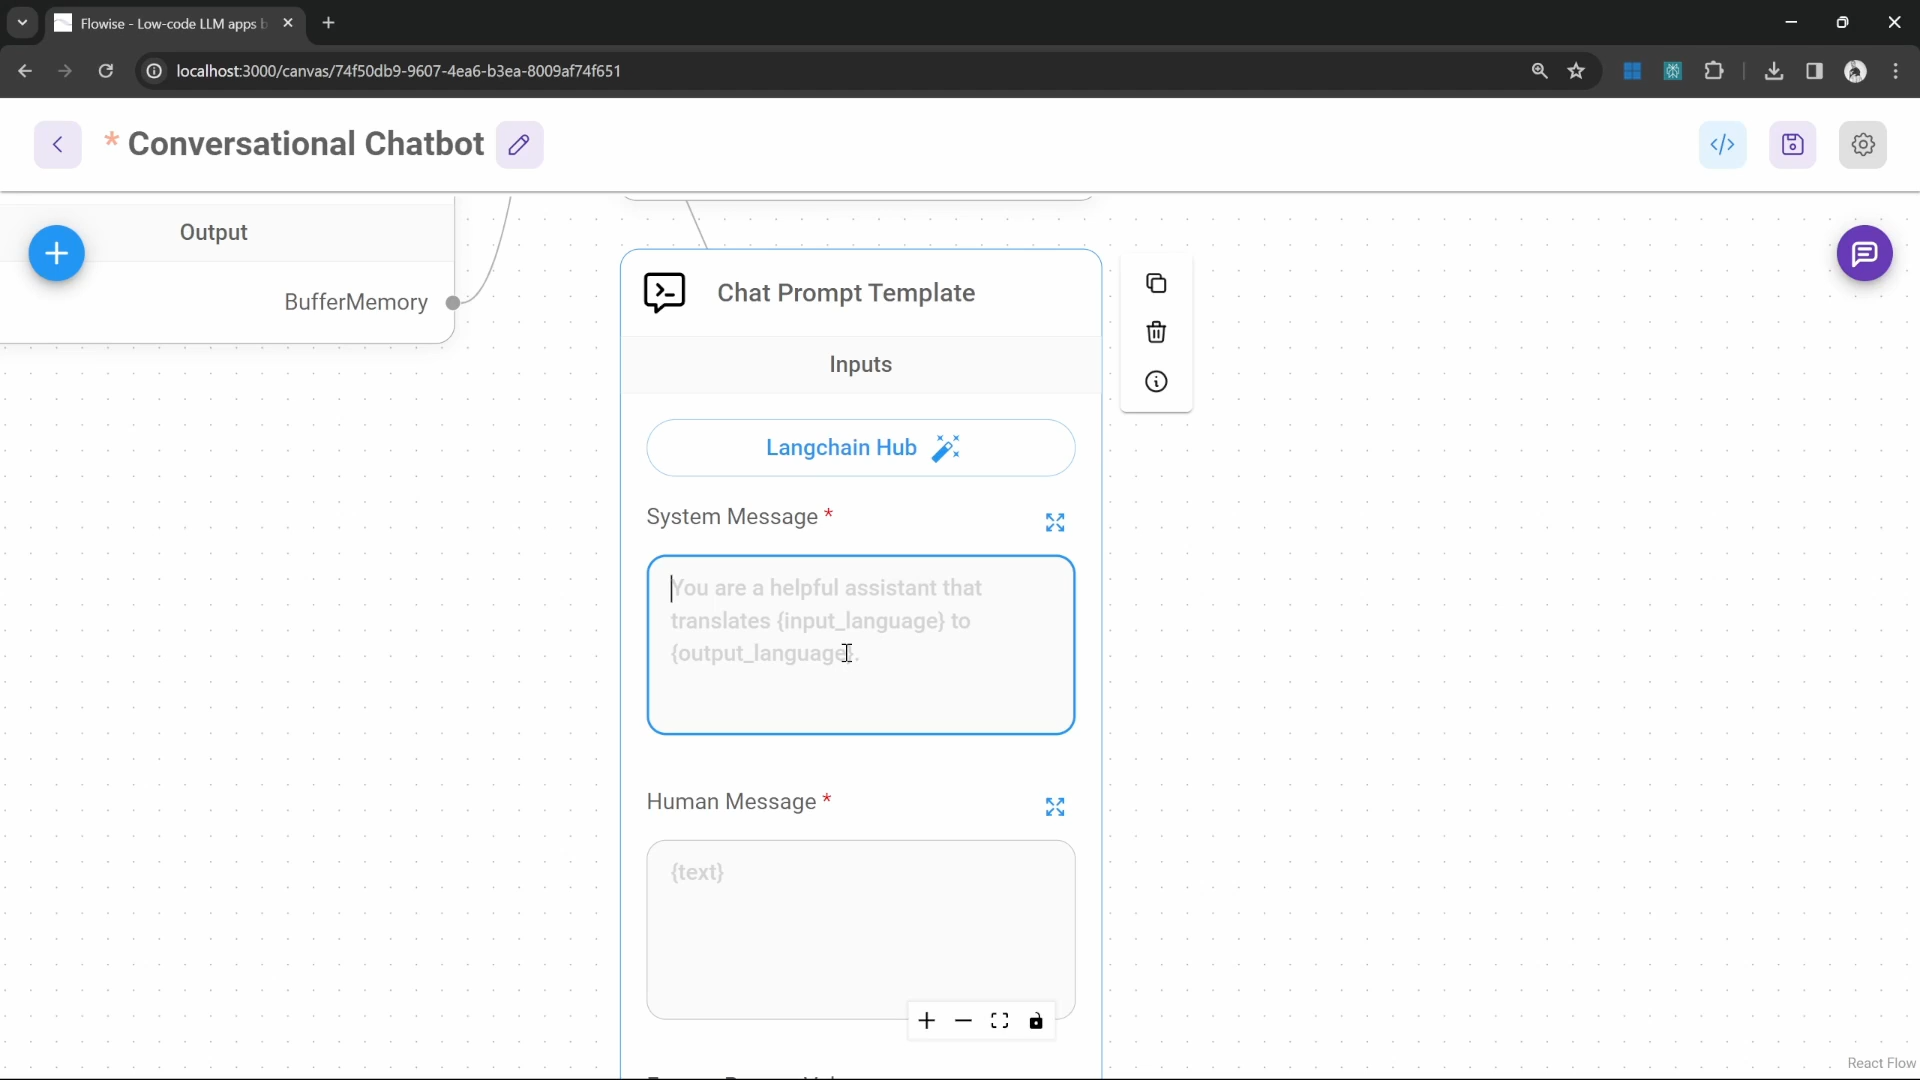 Flowise - Low-code LLM apps b
localhost:3000/canvas/74f50db9-9607-4ea6-b3ea-8009af74f651
* Conversational Chatbot
Output
BufferMemory
Chat Prompt Template
Inputs
Langchain Hub
System Message *
You are a helpful assistant that
translates {input_language} to
{output_language}.
Human Message *
{text}
React Flow